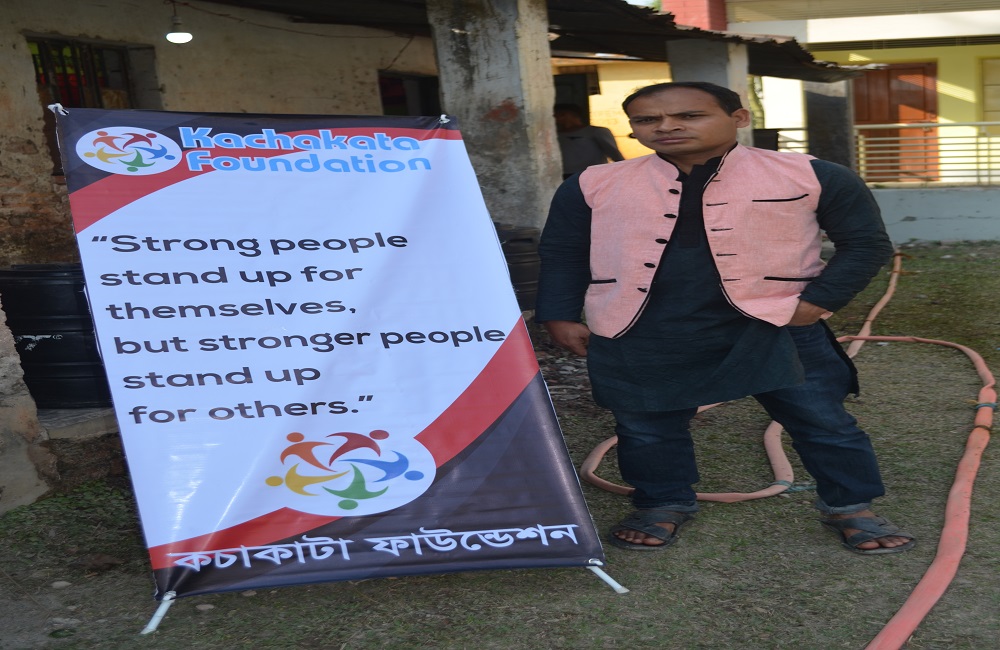 Kachakata
Foundation
“Strong people
stand up for
themselves,
but stronger people
stand up
for others.”
কচাকাটা ফাউন্ডেশন